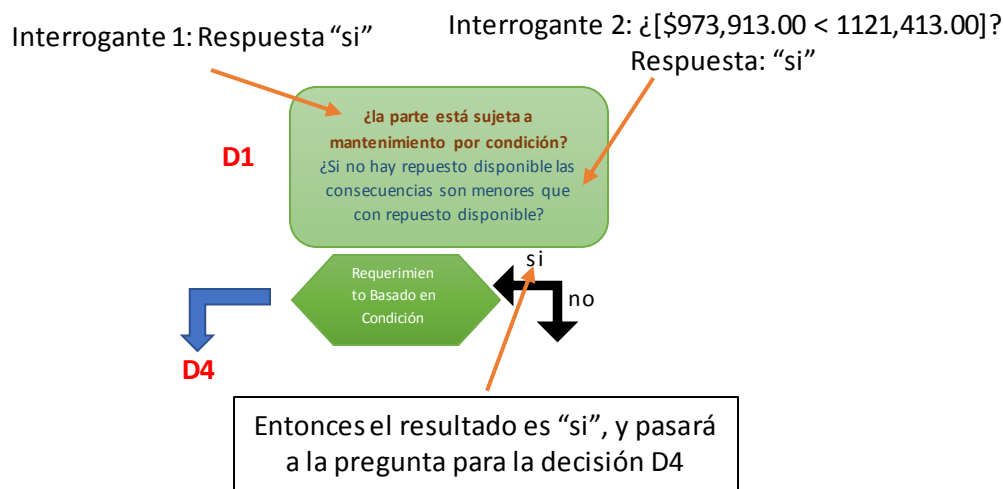 Interrogante 1: Respuesta “si”
Interrogante 2: ¿[$973,913.00 < 1121,413.00]?
Respuesta: “si”
D1
¿la parte está sujeta a
mantenimiento por condición?
¿Si no hay repuesto disponible las
consecuencias son menores que
con repuesto disponible?
si
no
Requerimien
to Basado en
Condición
D4
Entonces el resultado es “si”, y pasará
a la pregunta para la decisión D4